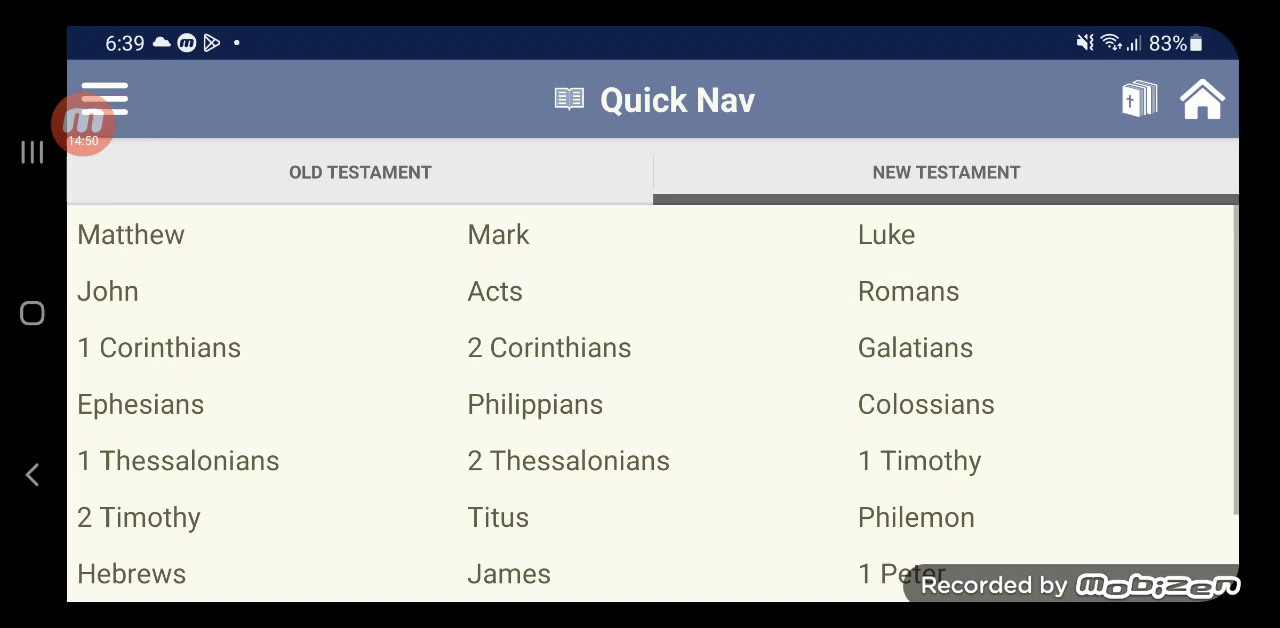 6:39 83%
Quick Nav
14:50
OLD TESTAMENT NEW TESTAMENT
Matthew Mark Luke
John Acts Romans
1 Corinthians 2 Corinthians Galatians
Ephesians Philippians Colossians
1 Thessalonians 2 Thessalonians 1 Timothy
2 Timothy Titus Philemon
Hebrews James 1 Peter
Recorded by mobizen